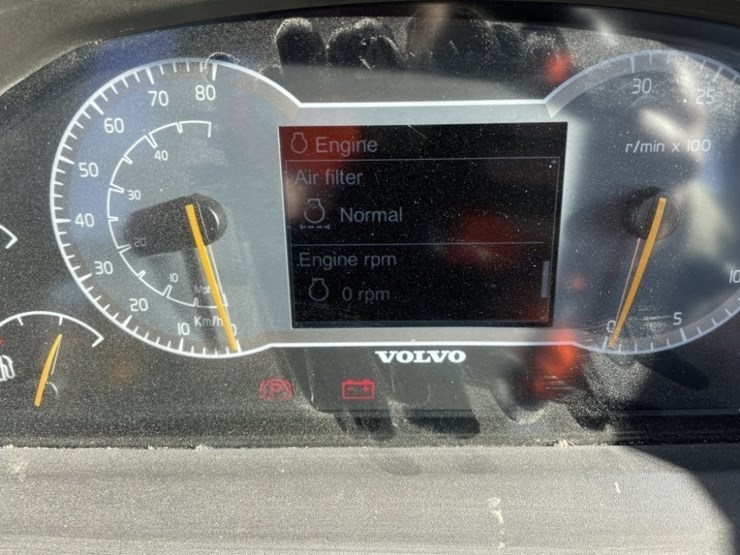 80
70
60
50
40
30
20
10
Km/h
0
40
30
20
10
Engine
Air filter
Normal
Engine rpm
0 rpm
30
25
r/min x 100
10
5
0
VOLVO
P
- +